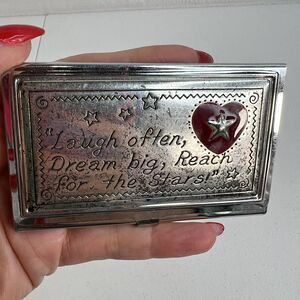 "Laugh often,
Dream big, Reach
for the Stars!"